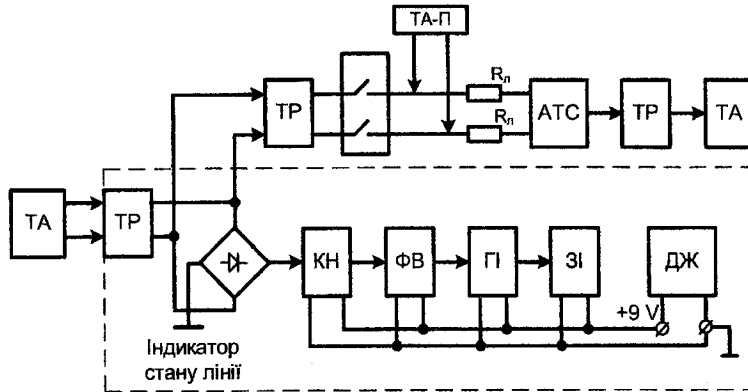 ТА-П
Rл
ТР
Rл
АТС
ТР
ТА
ТА
ТР
КН
ФВ
ГІ
ЗІ
ДЖ
+9 V
Індикатор
стану лінії